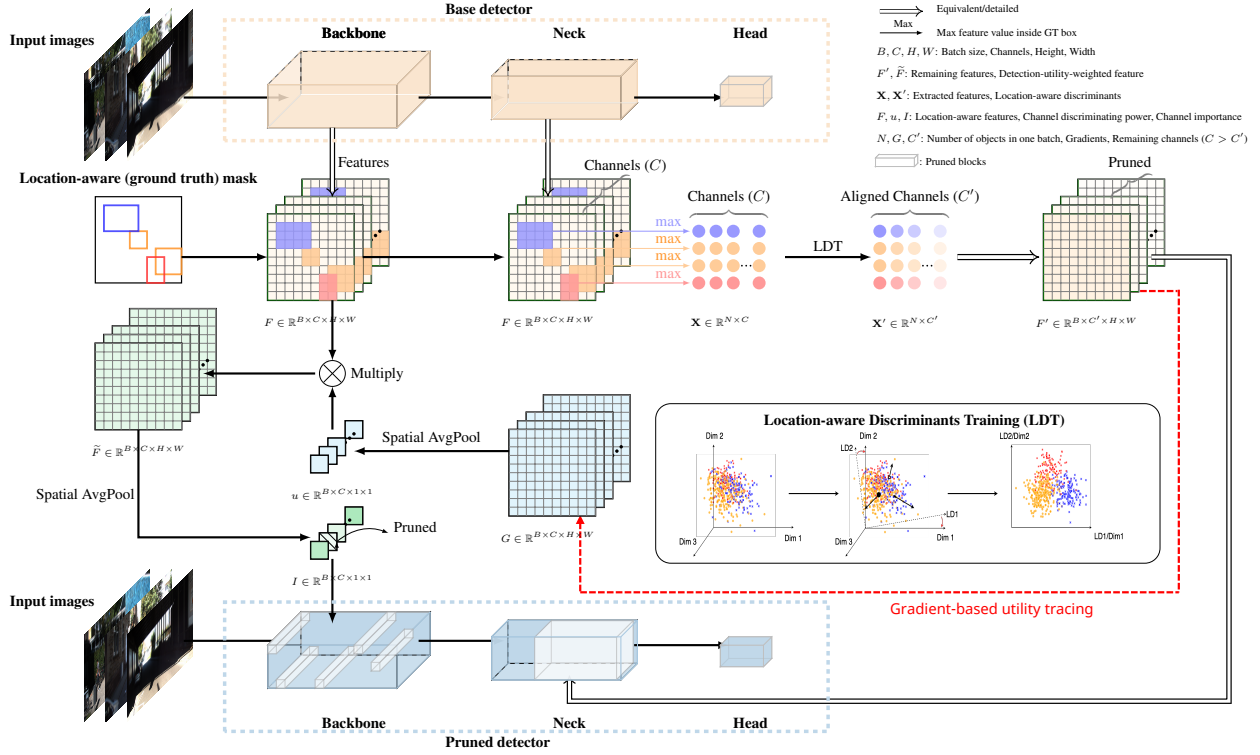 Base detector
Input images
Backbone
Neck
Head
Equivalent/detailed
Max
Max feature value inside GT box
B, C, H, W: Batch size, Channels, Height, Width
F′, F̃: Remaining features, Detection-utility-weighted feature
X, X′: Extracted features, Location-aware discriminants
F, u, I: Location-aware features, Channel discriminating power, Channel importance
N, G, C′: Number of objects in one batch, Gradients, Remaining channels (C > C′)
: Pruned blocks
Location-aware (ground truth) mask
Features
Channels (C)
Channels (C)
Aligned Channels (C′)
Pruned
max
max
max
max
...
LDT
...
F ∈ ℝ^{B×C×H×W}
F ∈ ℝ^{B×C×H×W}
X ∈ ℝ^{N×C}
X′ ∈ ℝ^{N×C′}
F′ ∈ ℝ^{B×C′×H×W}
Multiply
F̃ ∈ ℝ^{B×C×H×W}
Spatial AvgPool
Spatial AvgPool
u ∈ ℝ^{B×C×1×1}
Pruned
G ∈ ℝ^{B×C×H×W}
I ∈ ℝ^{B×C×1×1}
Location-aware Discriminants Training (LDT)
Dim 2
Dim 1
Dim 3
Dim 2
LD2
LD1
Dim 1
Dim 3
LD2/Dim2
LD1/Dim1
Gradient-based utility tracing
Input images
Backbone
Neck
Head
Pruned detector